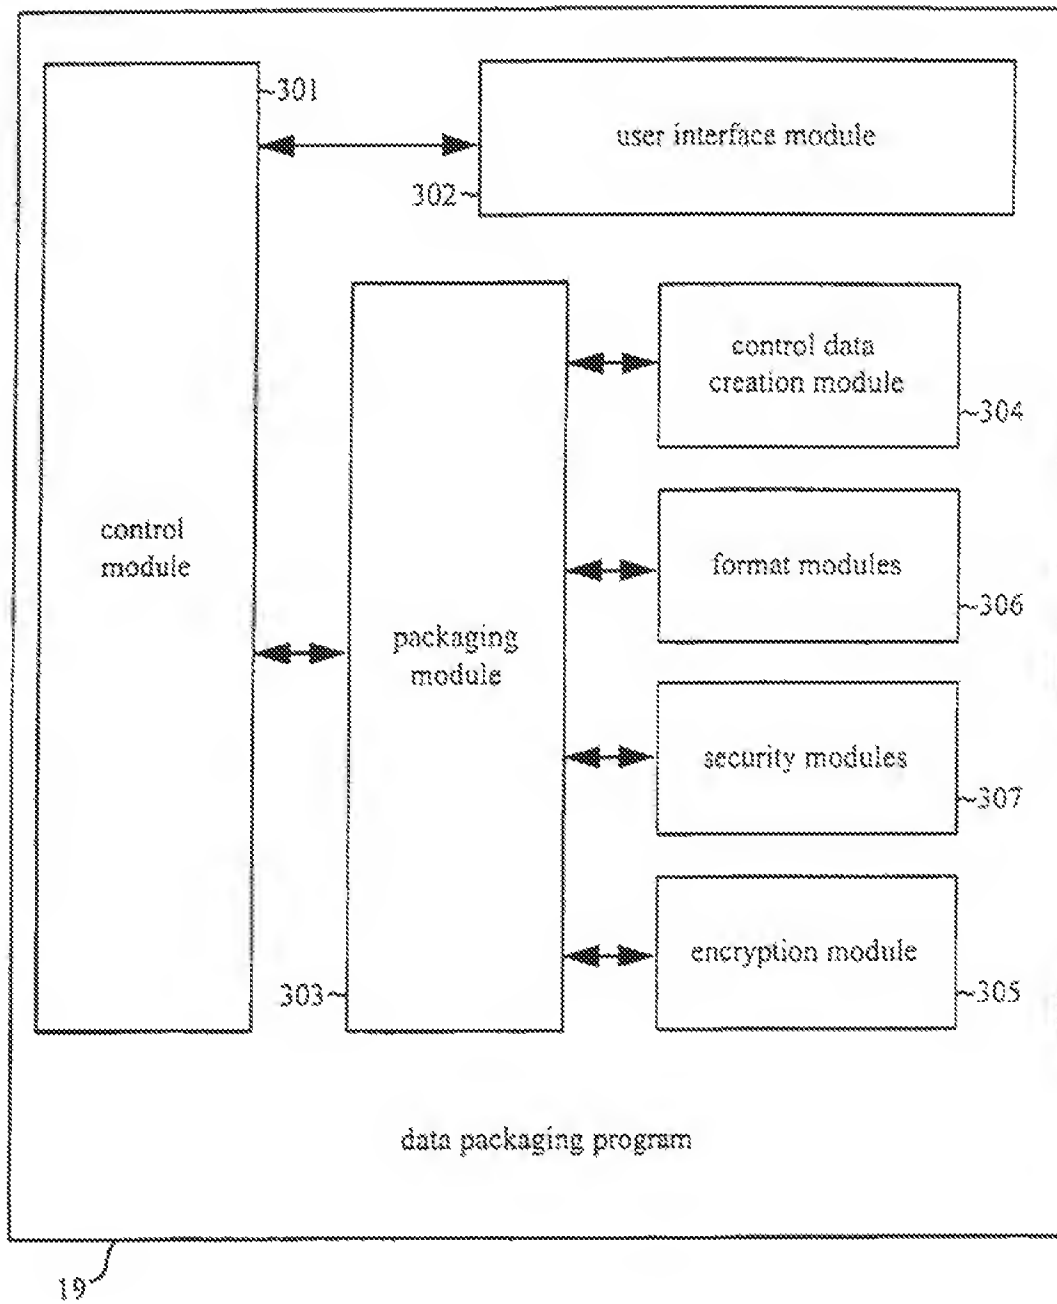 301
user interface module
302
control data
creation module
304
control
module
format modules
306
packaging
module
security modules
307
encryption module
303
305
data packaging program
19